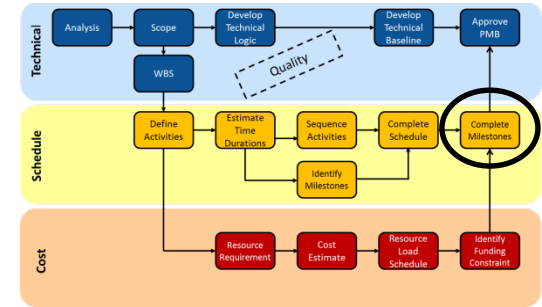 Technical
Analysis
Scope
Develop
Technical
Logic
Develop
Technical
Baseline
Approve
PMB
WBS
Quality
Schedule
Define
Activities
Estimate
Time
Durations
Sequence
Activities
Complete
Schedule
Complete
Milestones
Identify
Milestones
Cost
Resource
Requirement
Cost
Estimate
Resource
Load
Schedule
Identify
Funding
Constraint